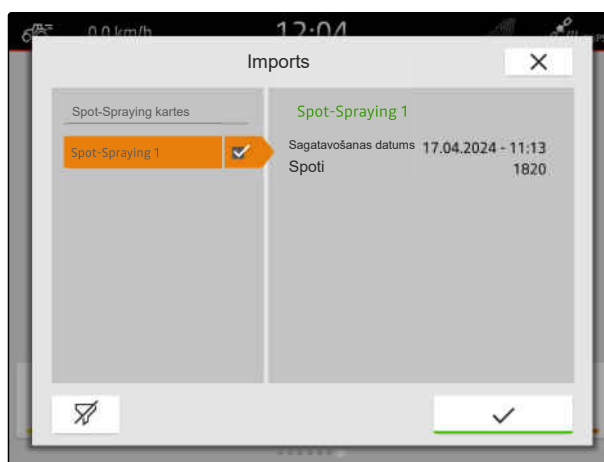 0.0 km/h
12:04
Imports
Spot-Spraying kartes
Spot-Spraying 1
Spot-Spraying 1
Sagatavošanas datums 17.04.2024 - 11:13
Spoti 1820